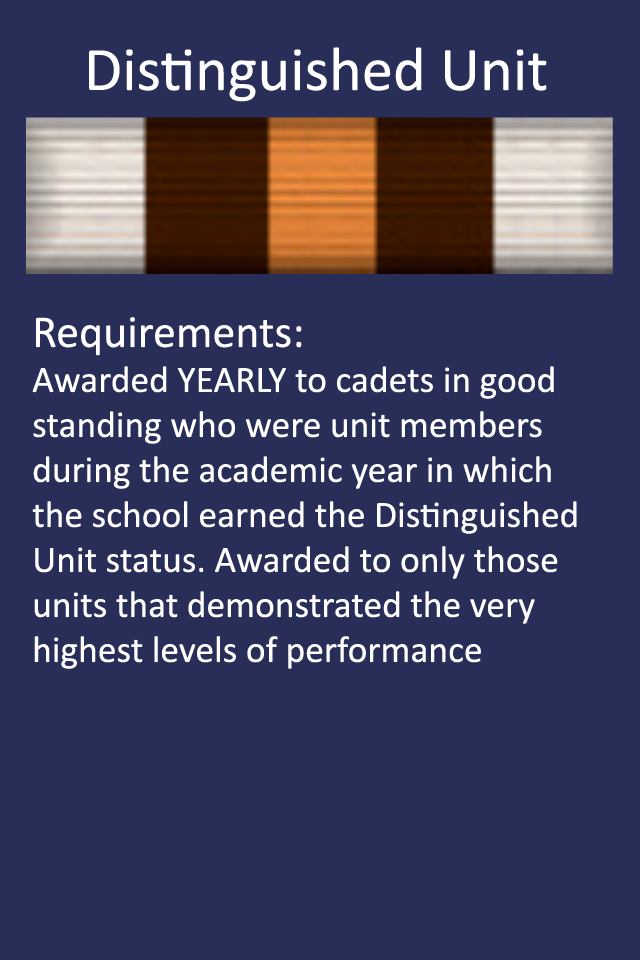 Distinguished Unit
Requirements:
Awarded YEARLY to cadets in good
standing who were unit members
during the academic year in which
the school earned the Distinguished
Unit status. Awarded to only those
units that demonstrated the very
highest levels of performance